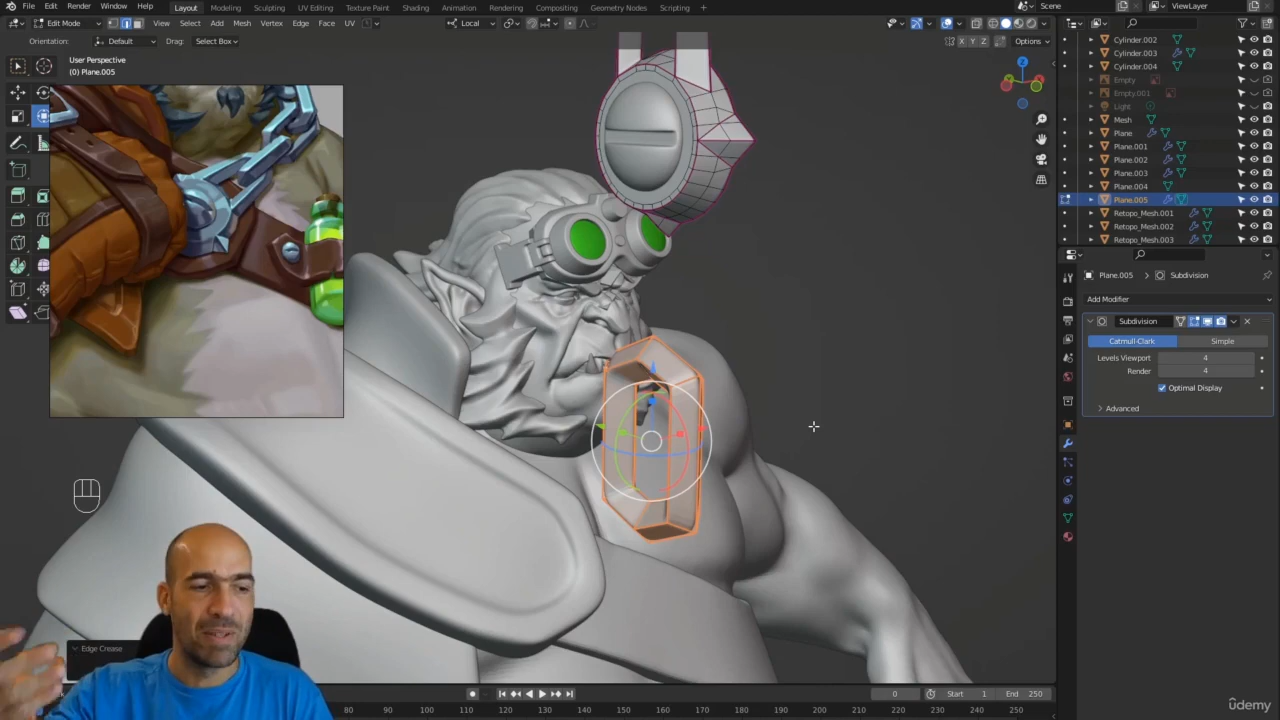 File Edit Render Window Help Layout Sculpting UV Editing Texture Paint Shading Animation Rendering Compositing Geometry Nodes Scripting Scene ViewLayer
Edit Mode View Select Add Mesh Vertex Edge Face UV Local
Orientation: Default Drag: Select Box X Y Z Options
User Perspective
(0) Plane.005
Z
Cylinder.002
Cylinder.003
Cylinder.004
Empty
Empty.001
Light
Mesh
Plane
Plane.001
Plane.002
Plane.003
Plane.004
Plane.005
Retopo_Mesh.001
Retopo_Mesh.002
Retopo_Mesh.003
Plane.005 Subdivision
Add Modifier
Subdivision
Catmull-Clark Simple
Levels Viewport 4
Render 4
Optimal Display
Advanced
Edge Crease
0 Start 1 End 250
80 90 100 110 120 130 140 150 160 170 180 190 200 210 220 230 240 250
ûdemy